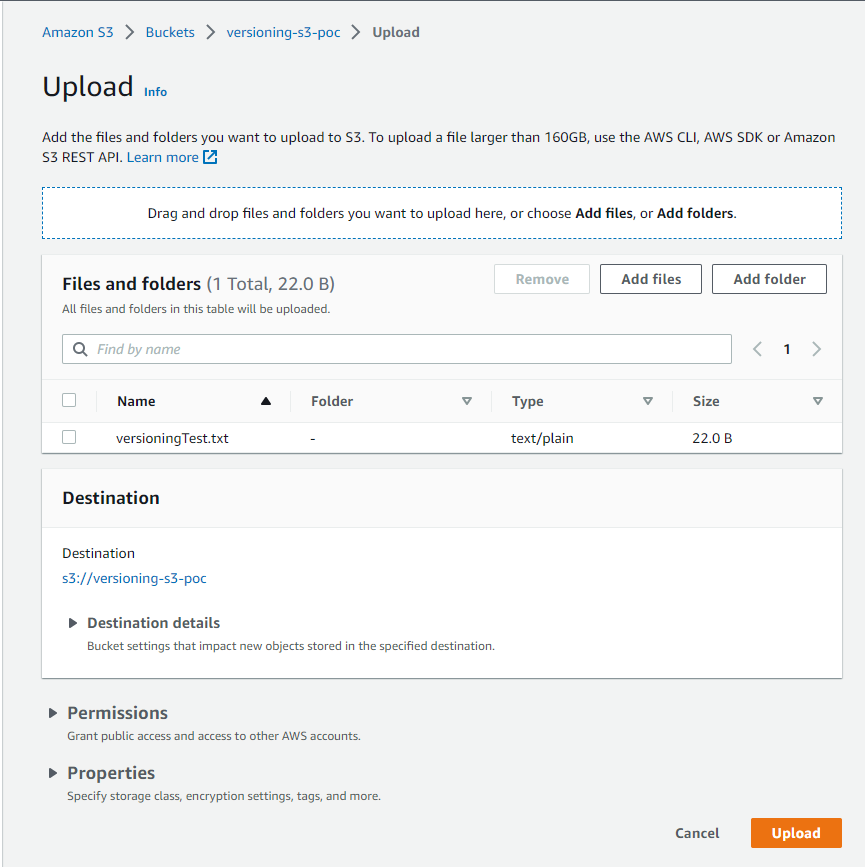 Amazon S3 > Buckets > versioning-s3-poc > Upload
Upload Info
Add the files and folders you want to upload to S3. To upload a file larger than 160GB, use the AWS CLI, AWS SDK or Amazon
S3 REST API. Learn more
Drag and drop files and folders you want to upload here, or choose Add files, or Add folders.
Files and folders (1 Total, 22.0 B)
Remove
Add files
Add folder
All files and folders in this table will be uploaded.
Find by name
1
Name Folder Type Size
versioningTest.txt - text/plain 22.0 B
Destination
Destination
s3://versioning-s3-poc
Destination details
Bucket settings that impact new objects stored in the specified destination.
Permissions
Grant public access and access to other AWS accounts.
Properties
Specify storage class, encryption settings, tags, and more.
Cancel
Upload